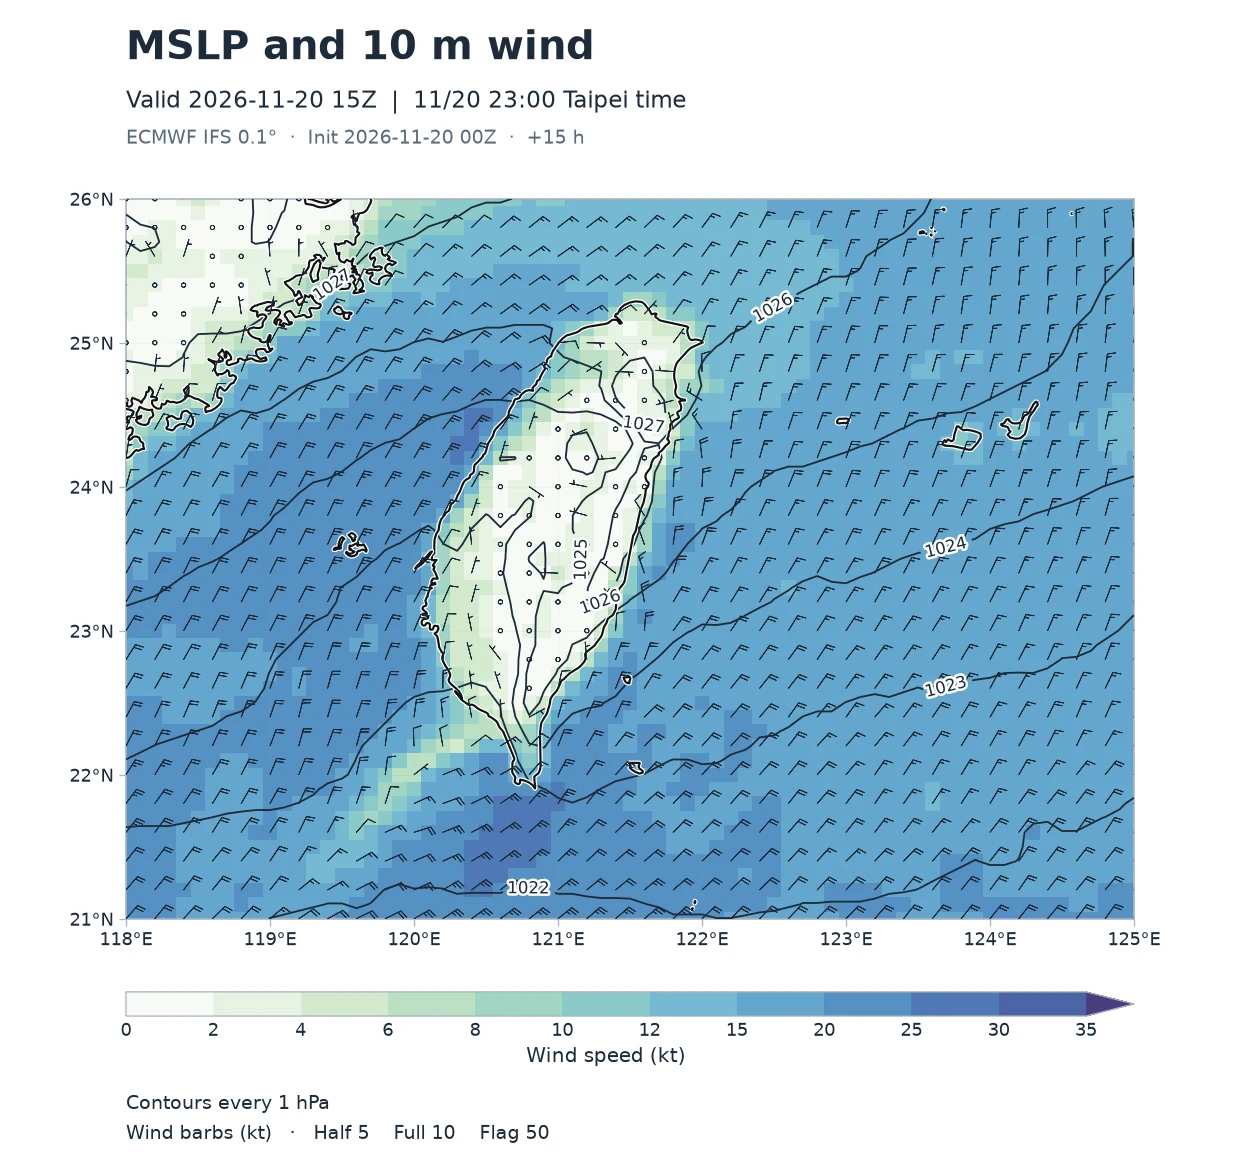 MSLP and 10 m wind
Valid 2026-11-20 15Z | 11/20 23:00 Taipei time
ECMWF IFS 0.1° · Init 2026-11-20 00Z · +15 h
26°N
25°N
24°N
23°N
22°N
21°N
1027
1026
1027
1025
1026
1024
1023
1022
118°E 119°E 120°E 121°E 122°E 123°E 124°E 125°E
0 2 4 6 8 10 12 15 20 25 30 35
Wind speed (kt)
Contours every 1 hPa
Wind barbs (kt) · Half 5 Full 10 Flag 50